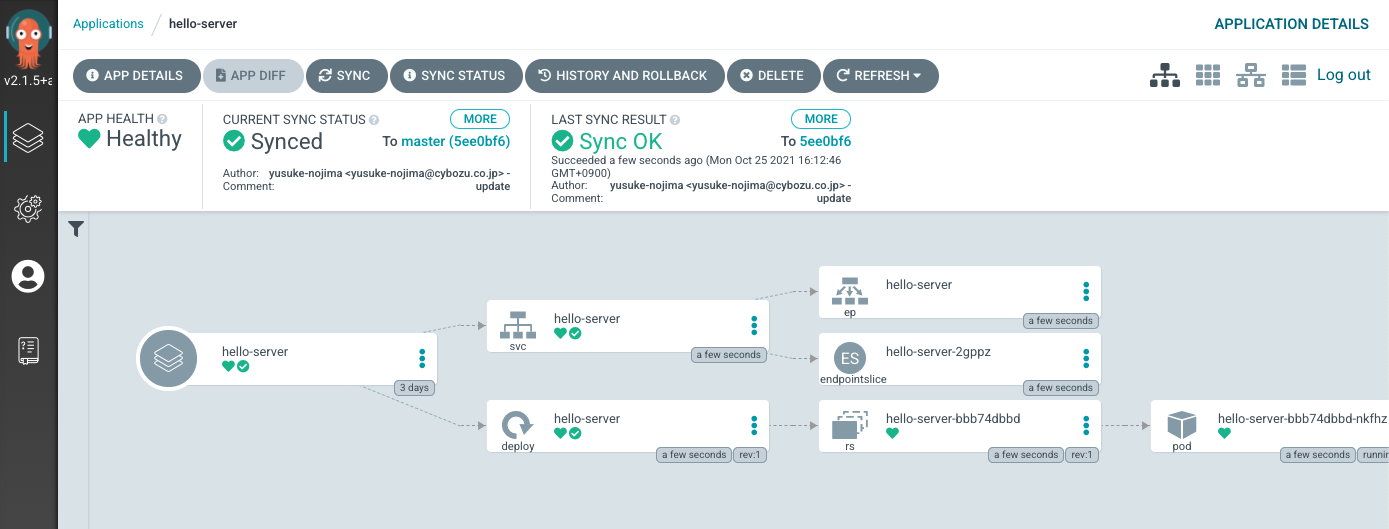 Applications / hello-server
APPLICATION DETAILS
v2.1.5+a
APP DETAILS
APP DIFF
SYNC
SYNC STATUS
HISTORY AND ROLLBACK
DELETE
REFRESH
Log out
APP HEALTH
Healthy
CURRENT SYNC STATUS
MORE
Synced
To master (5ee0bf6)
Author: yusuke-nojima <yusuke-nojima@cybozu.co.jp> -
Comment: update
LAST SYNC RESULT
MORE
Sync OK
To 5ee0bf6
Succeeded a few seconds ago (Mon Oct 25 2021 16:12:46
GMT+0900)
Author: yusuke-nojima <yusuke-nojima@cybozu.co.jp> -
Comment: update
hello-server
3 days
hello-server
svc
a few seconds
hello-server
deploy
a few seconds
rev:1
hello-server
ep
a few seconds
ES
hello-server-2gppz
endpointslice
a few seconds
hello-server-bbb74dbbd
rs
a few seconds
rev:1
hello-server-bbb74dbbd-nkfhz
pod
a few seconds
runnin